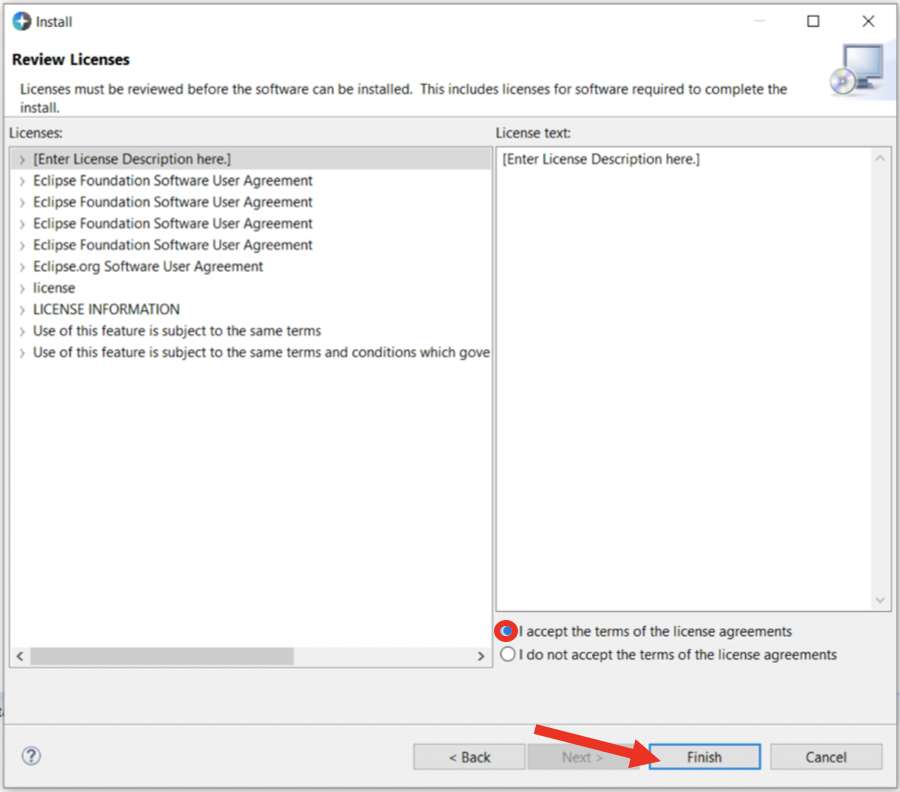 Install
Review Licenses
Licenses must be reviewed before the software can be installed. This includes licenses for software required to complete the
install.
Licenses:
[Enter License Description here.]
Eclipse Foundation Software User Agreement
Eclipse Foundation Software User Agreement
Eclipse Foundation Software User Agreement
Eclipse Foundation Software User Agreement
Eclipse.org Software User Agreement
license
LICENSE INFORMATION
Use of this feature is subject to the same terms
Use of this feature is subject to the same terms and conditions which gove
License text:
[Enter License Description here.]
I accept the terms of the license agreements
I do not accept the terms of the license agreements
< Back
Next >
Finish
Cancel